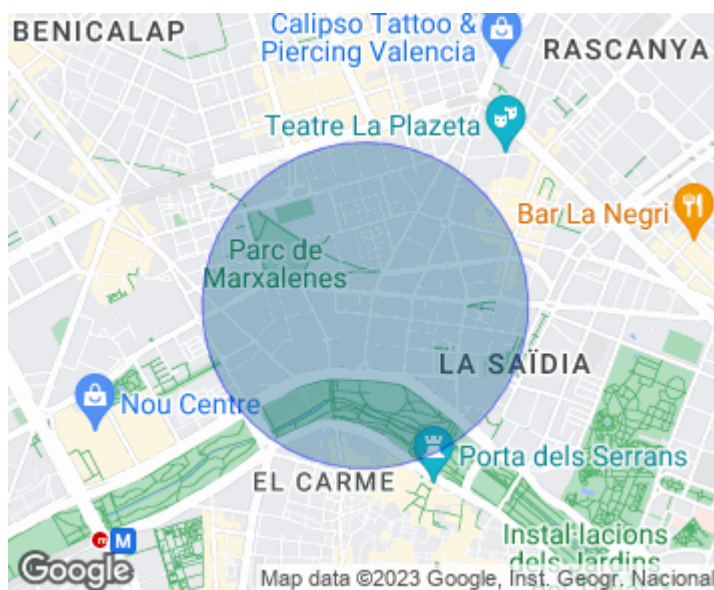 BENICALAP
Calipso Tattoo &
Piercing Valencia
RASCANYA
Teatre La Plazeta
Bar La Negri
Parc de
Marxalenes
LA SAÏDIA
Nou Centre
EL CARME
Porta dels Serrans
M
Instal·lacions
dels Jardins
Google
Map data ©2023 Google, Inst. Geogr. Nacional